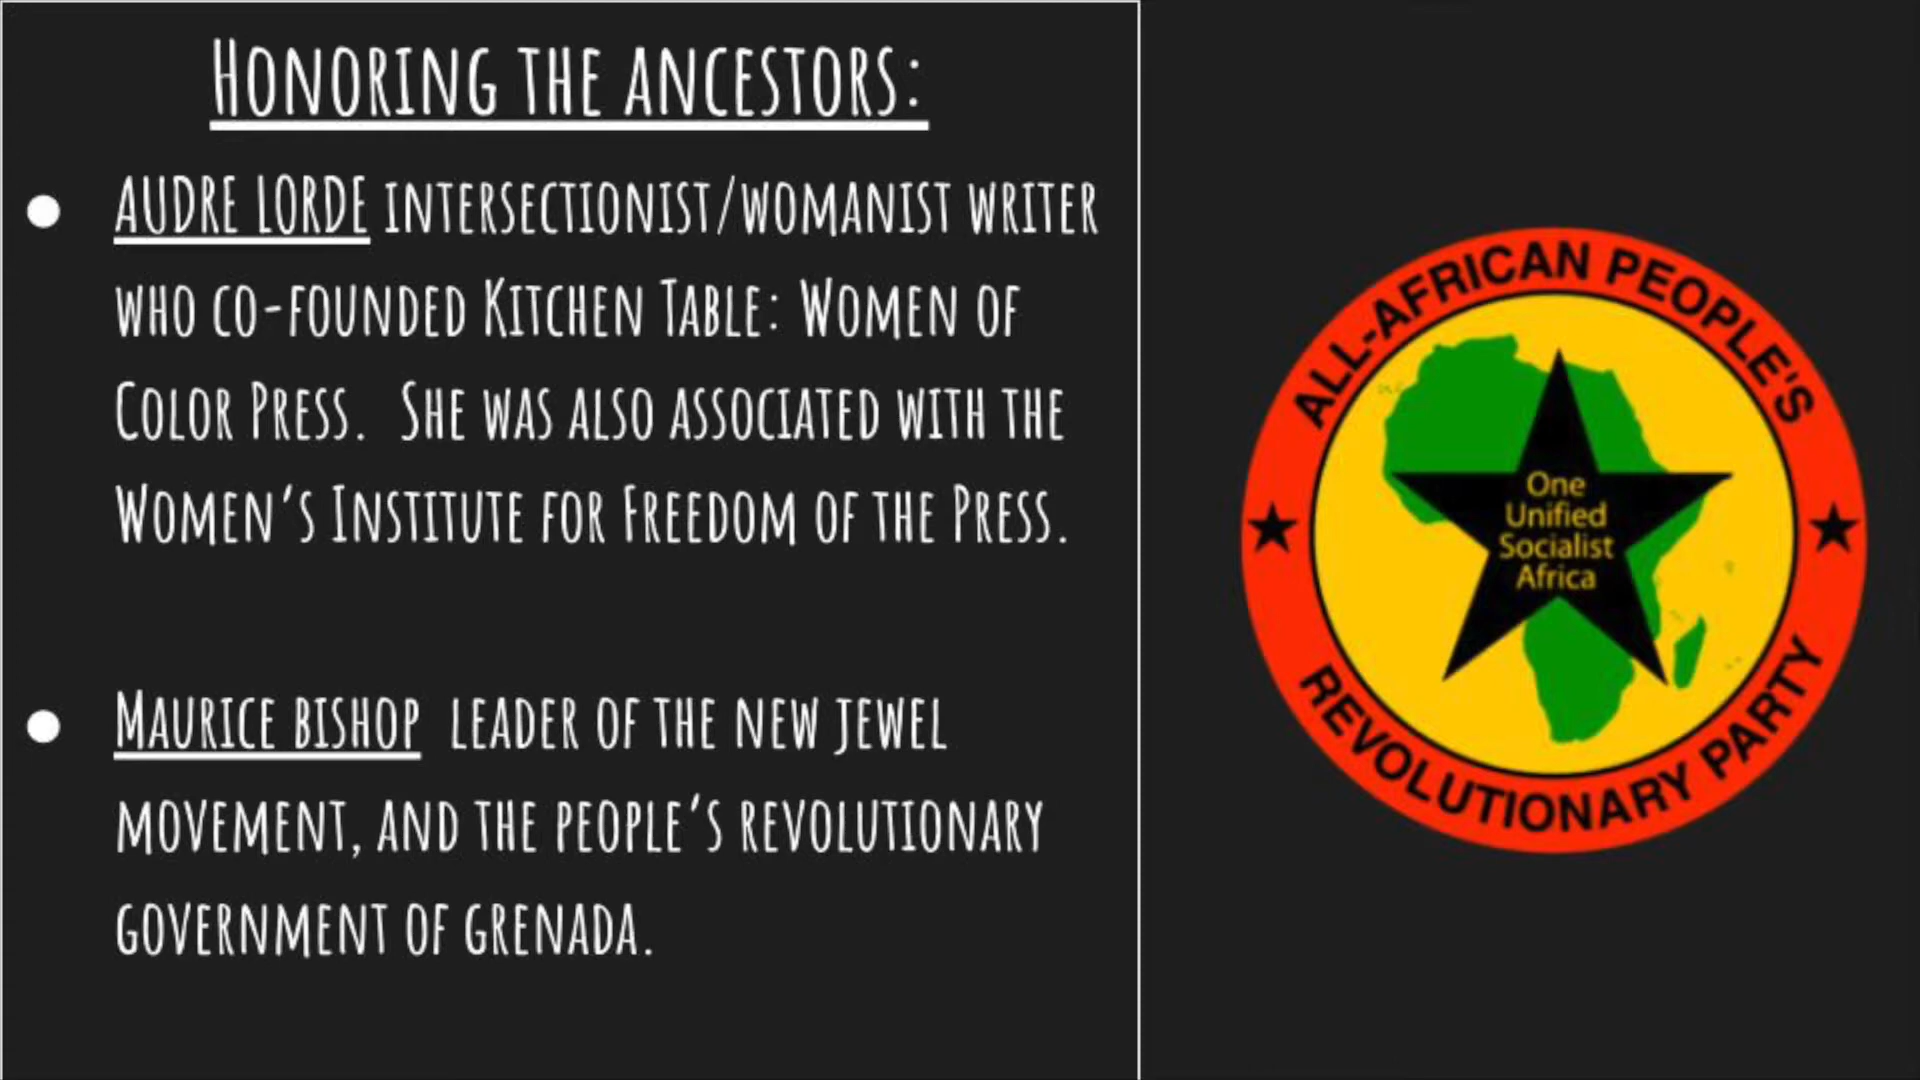 HONORING THE ANCESTORS:
● AUDRE LORDE INTERSECTIONIST/WOMANIST WRITER
WHO CO-FOUNDED KITCHEN TABLE: WOMEN OF
COLOR PRESS. SHE WAS ALSO ASSOCIATED WITH THE
WOMEN'S INSTITUTE FOR FREEDOM OF THE PRESS.
● MAURICE BISHOP LEADER OF THE NEW JEWEL
MOVEMENT, AND THE PEOPLE'S REVOLUTIONARY
GOVERNMENT OF GRENADA.
ALL-AFRICAN PEOPLE'S
One
Unified
Socialist
Africa
REVOLUTIONARY PARTY